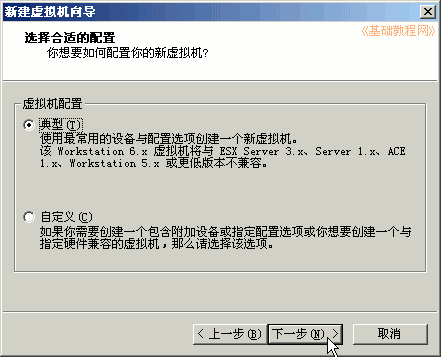 新建虚拟机向导
选择合适的配置
你想要如何配置你的新虚拟机?
《基础教程网》
虚拟机配置
典型(T)
使用最常用的设备与配置选项创建一个新虚拟机。
该 Workstation 6.x 虚拟机将与 ESX Server 3.x、Server 1.x、ACE
1.x、Workstation 5.x 或更低版本不兼容。
自定义(C)
如果你需要创建一个包含附加设备或指定配置选项或你想要创建一个与
指定硬件兼容的虚拟机，那么请选择该选项。
< 上一步(B) 下一步(N) > 取消